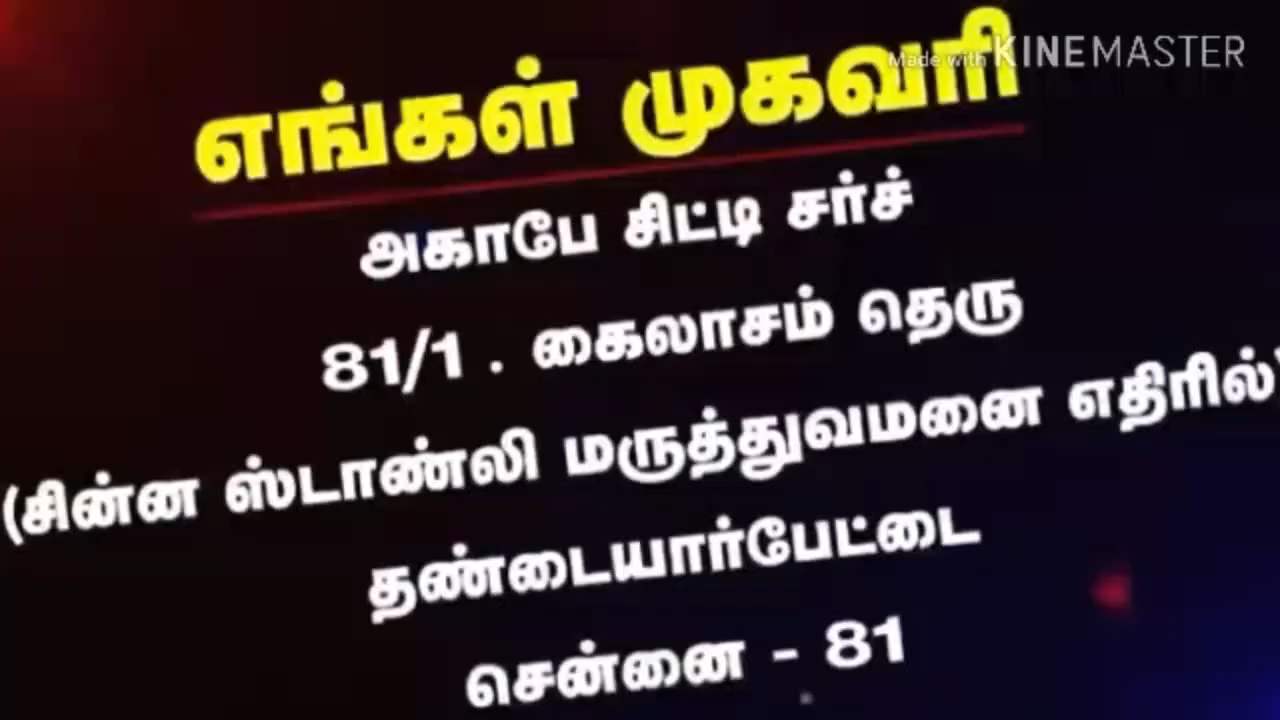 Made with KINEMASTER
எங்கள் முகவரி
அகாபே சிட்டி சர்ச்
81/1 . கைலாசம் தெரு
(சின்ன ஸ்டாண்லி மருத்துவமனை எதிரில்)
தண்டையார்பேட்டை
சென்னை - 81